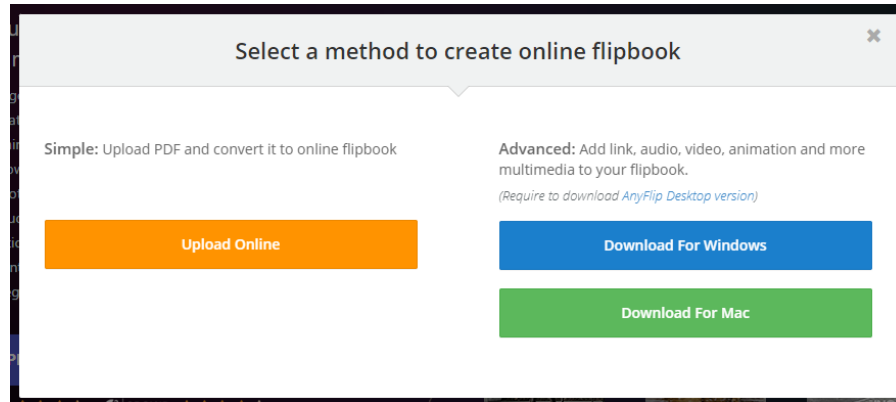 Select a method to create online flipbook
Simple: Upload PDF and convert it to online flipbook
Upload Online
Advanced: Add link, audio, video, animation and more
multimedia to your flipbook.
(Require to download AnyFlip Desktop version)
Download For Windows
Download For Mac